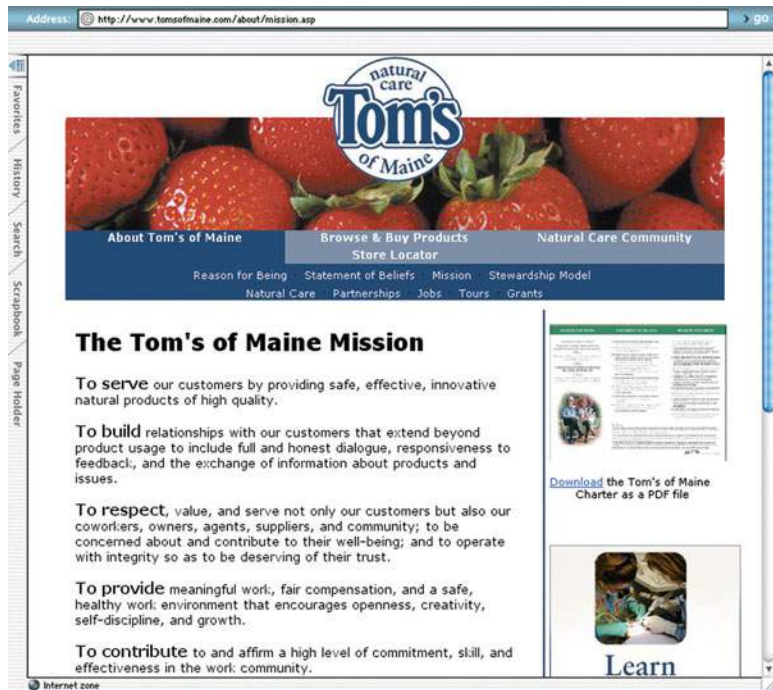 Address: http://www.tomsofmaine.com/about/mission.asp go
Favorites
History
Search
Scrapbook
Page Holder
natural
care
Tom's
of Maine
About Tom's of Maine Browse & Buy Products Natural Care Community
Store Locator
Reason for Being · Statement of Beliefs · Mission · Stewardship Model
Natural Care · Partnerships · Jobs · Tours · Grants
The Tom's of Maine Mission
To serve our customers by providing safe, effective, innovative
natural products of high quality.
To build relationships with our customers that extend beyond
product usage to include full and honest dialogue, responsiveness to
feedback, and the exchange of information about products and
issues.
To respect, value, and serve not only our customers but also our
coworkers, owners, agents, suppliers, and community; to be
concerned about and contribute to their well-being; and to operate
with integrity so as to be deserving of their trust.
To provide meaningful work, fair compensation, and a safe,
healthy work environment that encourages openness, creativity,
self-discipline, and growth.
To contribute to and affirm a high level of commitment, skill, and
effectiveness in the work community.
Download the Tom's of Maine
Charter as a PDF file
Learn
Internet zone